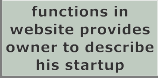 functions in
website provides
owner to describe
his startup